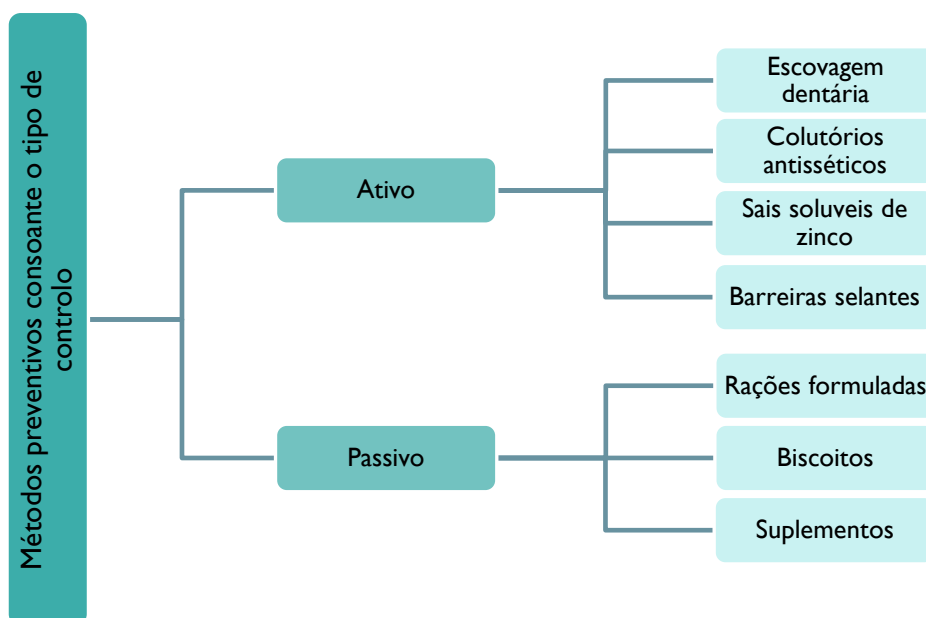 Métodos preventivos consoante o tipo de
controlo
Ativo
Escovagem
dentária
Colutórios
antisséticos
Sais soluveis de
zinco
Barreiras selantes
Passivo
Rações formuladas
Biscoitos
Suplementos